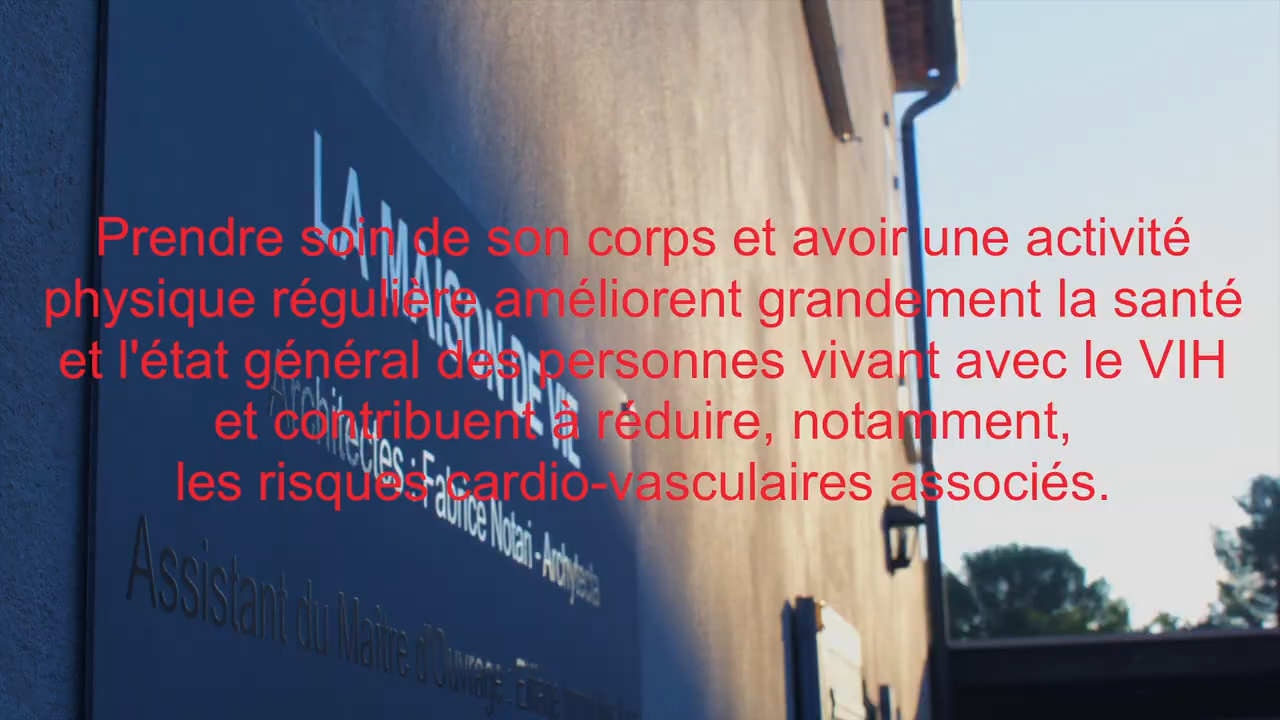 Prendre soin de son corps et avoir une activité
physique régulière améliorent grandement la santé
et l'état général des personnes vivant avec le VIH
et contribuent à réduire, notamment,
les risques cardio-vasculaires associés.
LA MAISON DE VIE
Architectes : Fabrice Notari - Archytecta
Assistant du Maître d'Ouvrage :